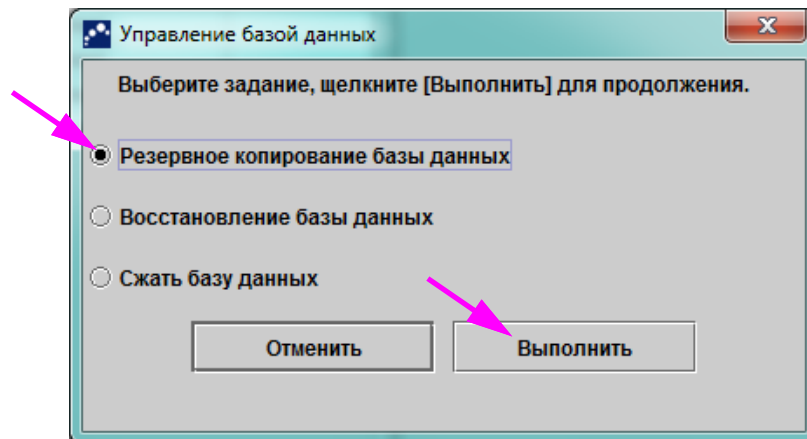 Управление базой данных
Выберите задание, щелкните [Выполнить] для продолжения.
Резервное копирование базы данных
Восстановление базы данных
Сжать базу данных
Отменить Выполнить